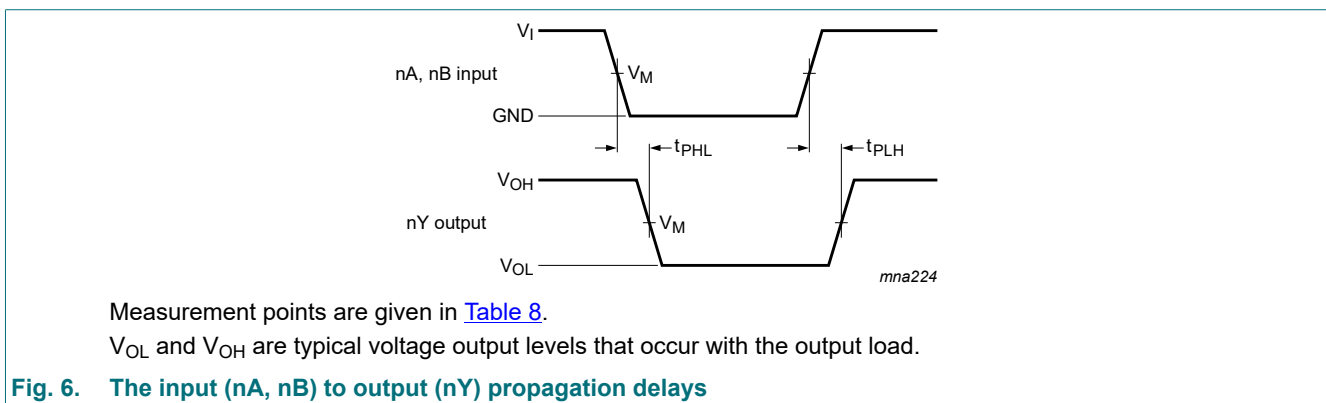 VI
nA, nB input
VM
GND
tPHL
tPLH
VOH
nY output
VM
VOL
mna224
Measurement points are given in Table 8.
VOL and VOH are typical voltage output levels that occur with the output load.
Fig. 6. The input (nA, nB) to output (nY) propagation delays